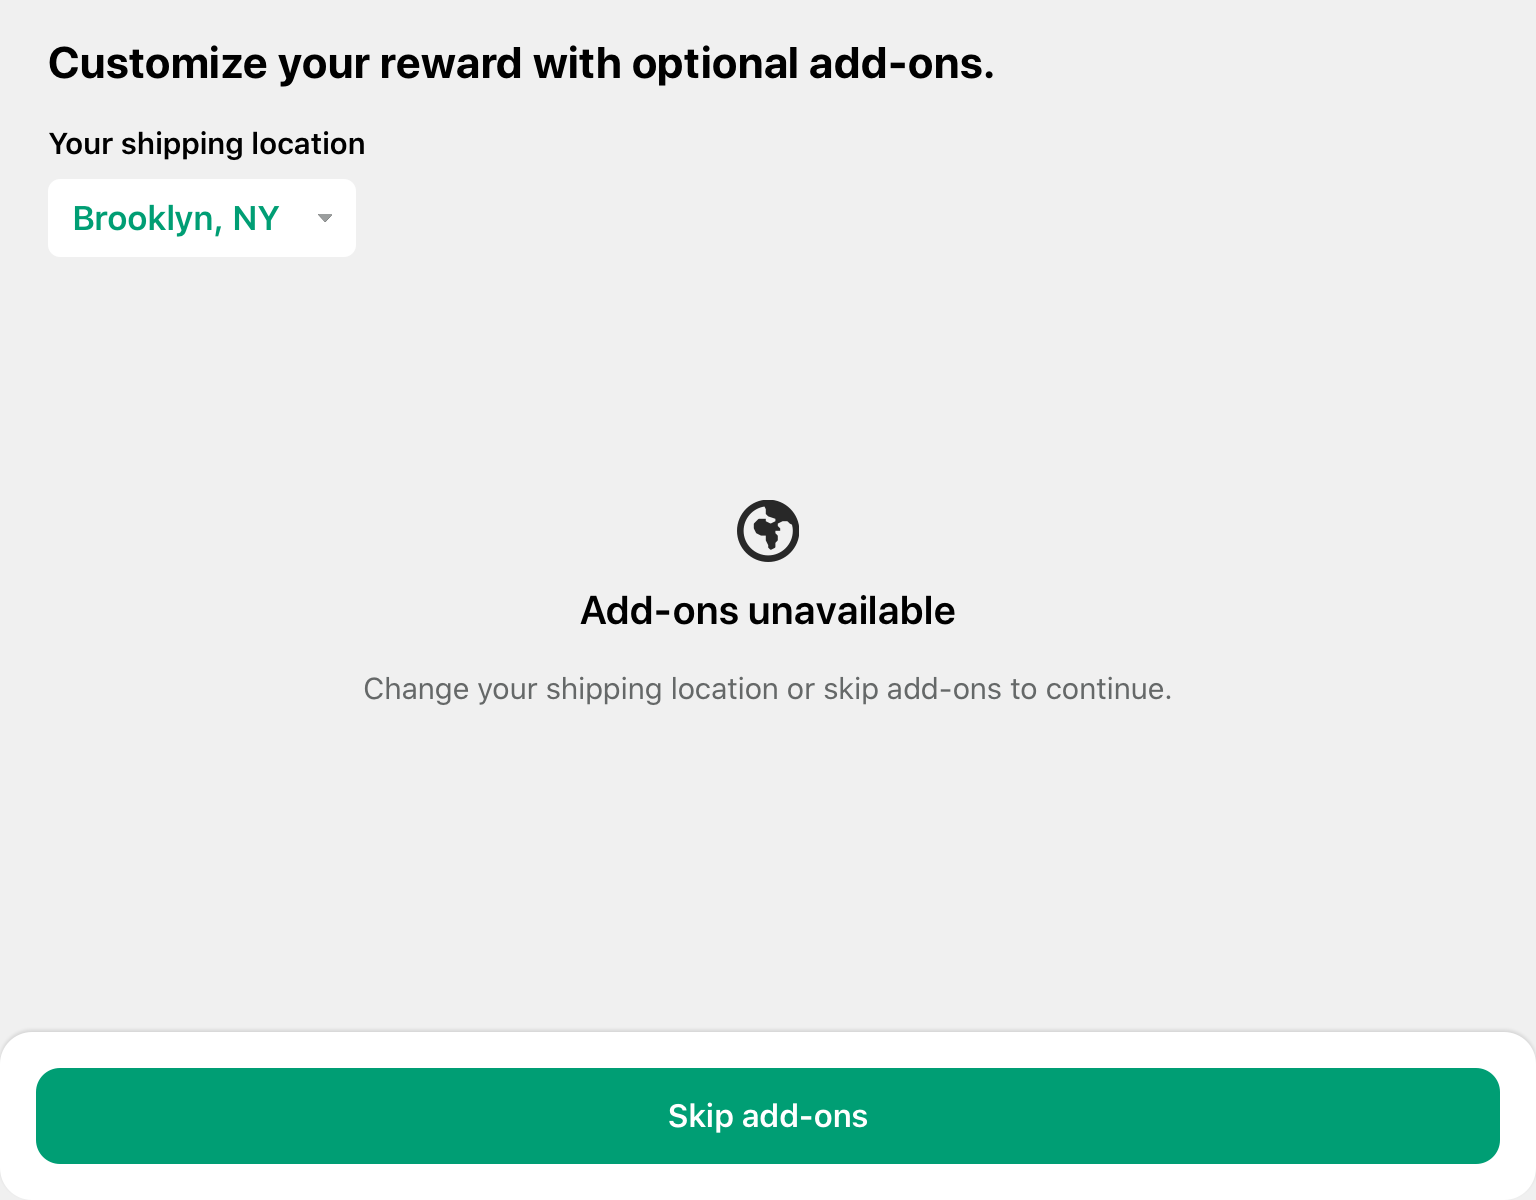 Customize your reward with optional add-ons.
Your shipping location
Brooklyn, NY
Add-ons unavailable
Change your shipping location or skip add-ons to continue.
Skip add-ons